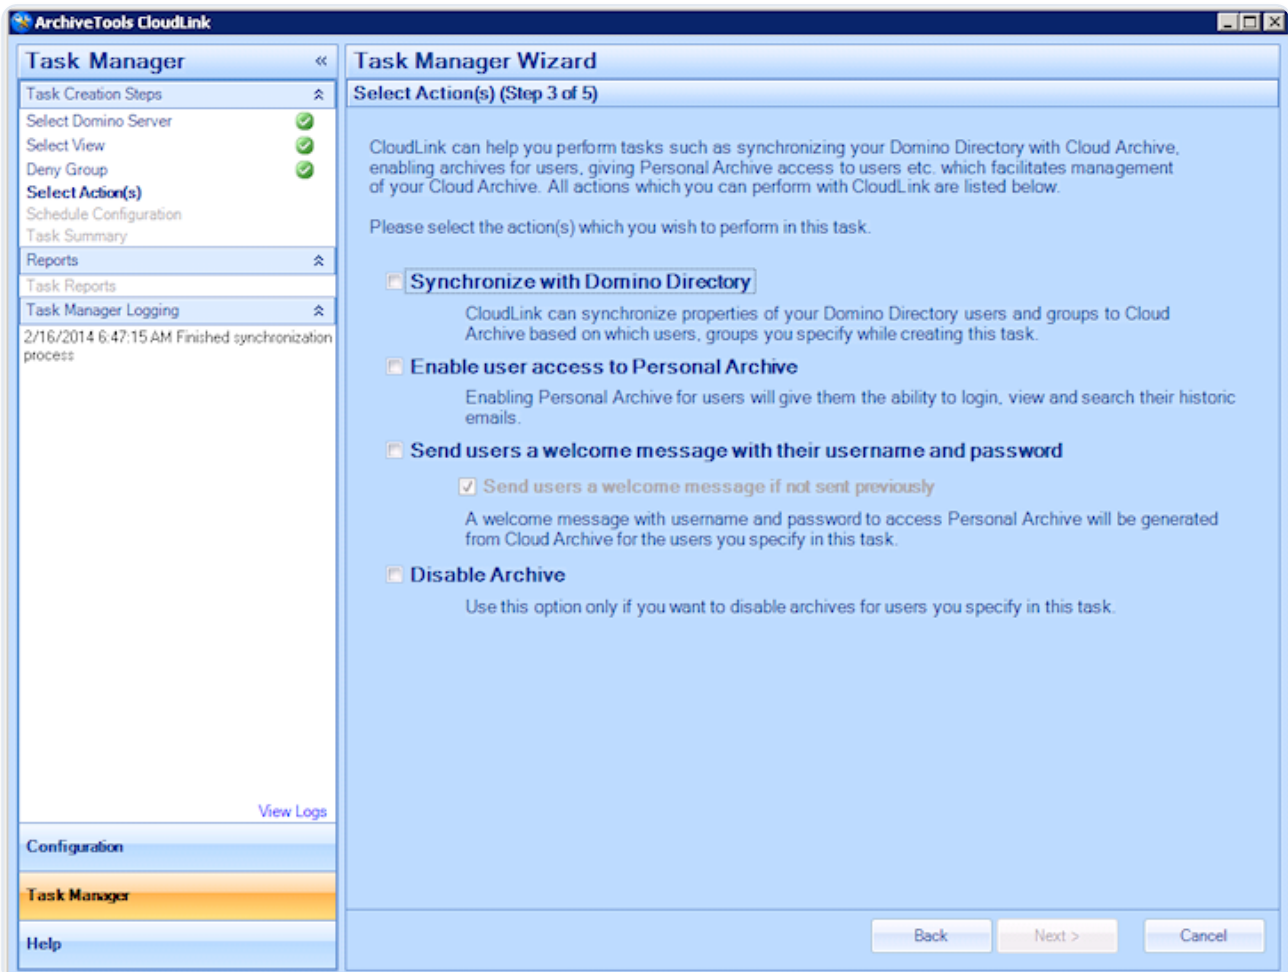 ArchiveTools CloudLink
Task Manager
Task Creation Steps
Select Domino Server
Select View
Deny Group
Select Action(s)
Schedule Configuration
Task Summary
Reports
Task Reports
Task Manager Logging
2/16/2014 6:47:15 AM Finished synchronization
process
View Logs
Configuration
Task Manager
Help
Task Manager Wizard
Select Action(s) (Step 3 of 5)
CloudLink can help you perform tasks such as synchronizing your Domino Directory with Cloud Archive,
enabling archives for users, giving Personal Archive access to users etc. which facilitates management
of your Cloud Archive. All actions which you can perform with CloudLink are listed below.
Please select the action(s) which you wish to perform in this task.
Synchronize with Domino Directory
CloudLink can synchronize properties of your Domino Directory users and groups to Cloud
Archive based on which users, groups you specify while creating this task.
Enable user access to Personal Archive
Enabling Personal Archive for users will give them the ability to login, view and search their historic
emails.
Send users a welcome message with their username and password
Send users a welcome message if not sent previously
A welcome message with username and password to access Personal Archive will be generated
from Cloud Archive for the users you specify in this task.
Disable Archive
Use this option only if you want to disable archives for users you specify in this task.
Back
Next >
Cancel